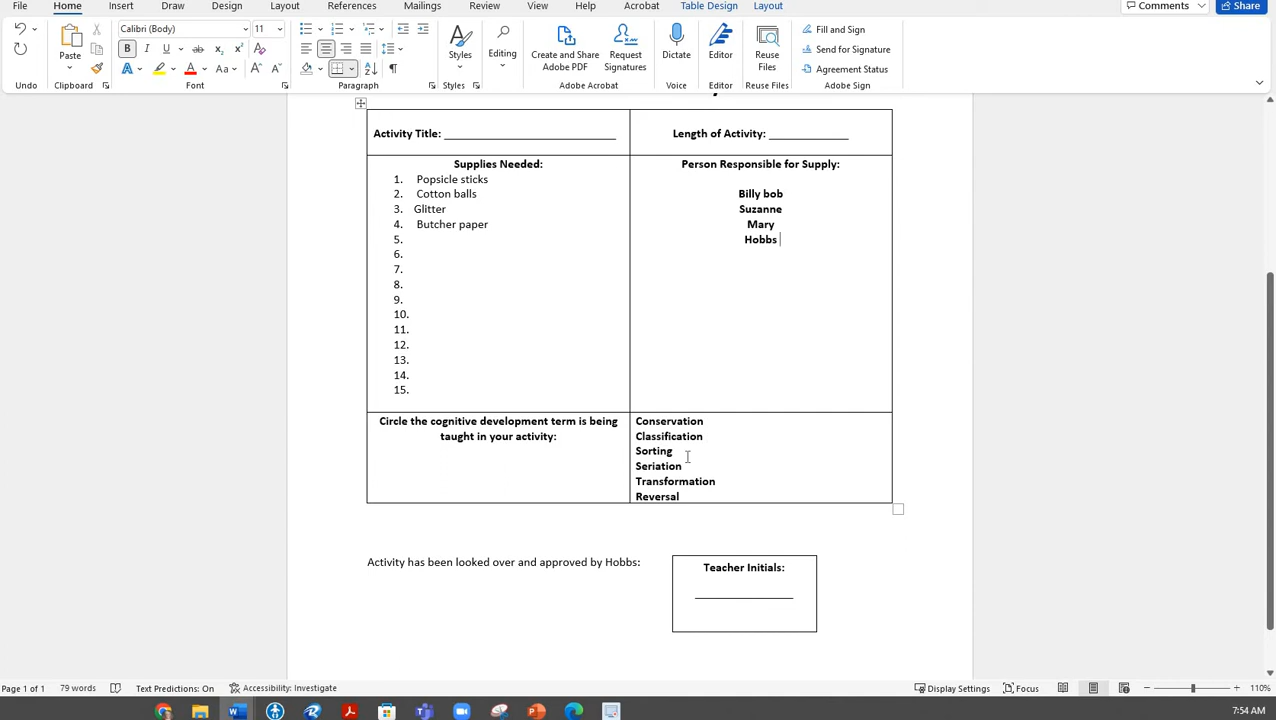 File Home Insert Draw Design Layout References Mailings Review View Help Acrobat Table Design Layout Comments Share
Calibri (Body) 11
Fill and Sign
Paste Styles Editing Create and Share Adobe PDF Request Signatures Dictate Editor Reuse Files Send for Signature
Agreement Status
Undo Clipboard Font Paragraph Styles Adobe Acrobat Voice Reuse Files Adobe Sign
Activity Title: ____________________ Length of Activity: ____________
Supplies Needed: Person Responsible for Supply:
1. Popsicle sticks
2. Cotton balls Billy bob
3. Glitter Suzanne
4. Butcher paper Mary
5. Hobbs
6.
7.
8.
9.
10.
11.
12.
13.
14.
15.
Circle the cognitive development term is being
taught in your activity:
Conservation
Classification
Sorting
Seriation
Transformation
Reversal
Activity has been looked over and approved by Hobbs:
Teacher Initials:
____________
Page 1 of 1 79 words Text Predictions: On Accessibility: Investigate Display Settings Focus 110%
7:54 AM